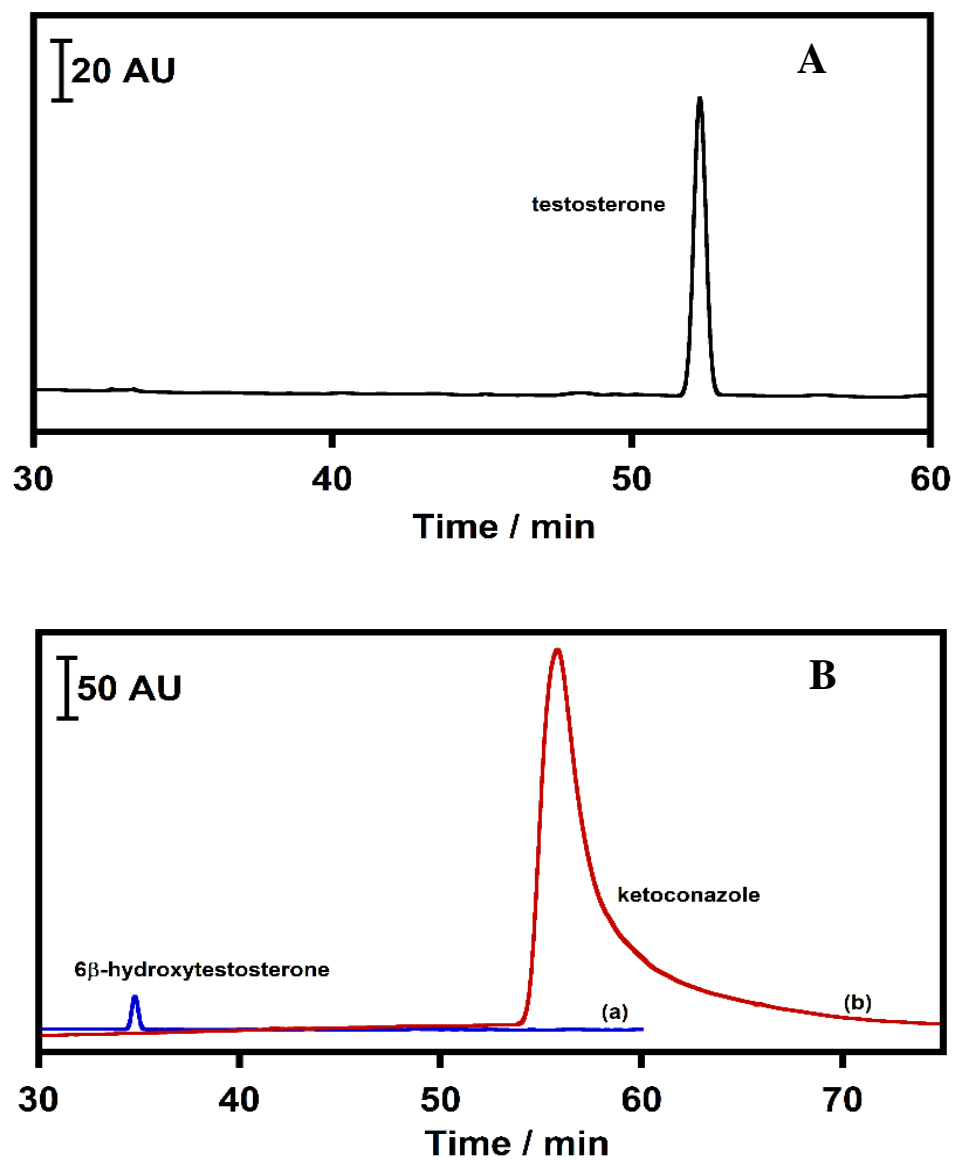 20 AU
A
testosterone
30 40 50 60
Time / min
50 AU
B
ketoconazole
6β-hydroxytestosterone
(a) (b)
30 40 50 60 70
Time / min